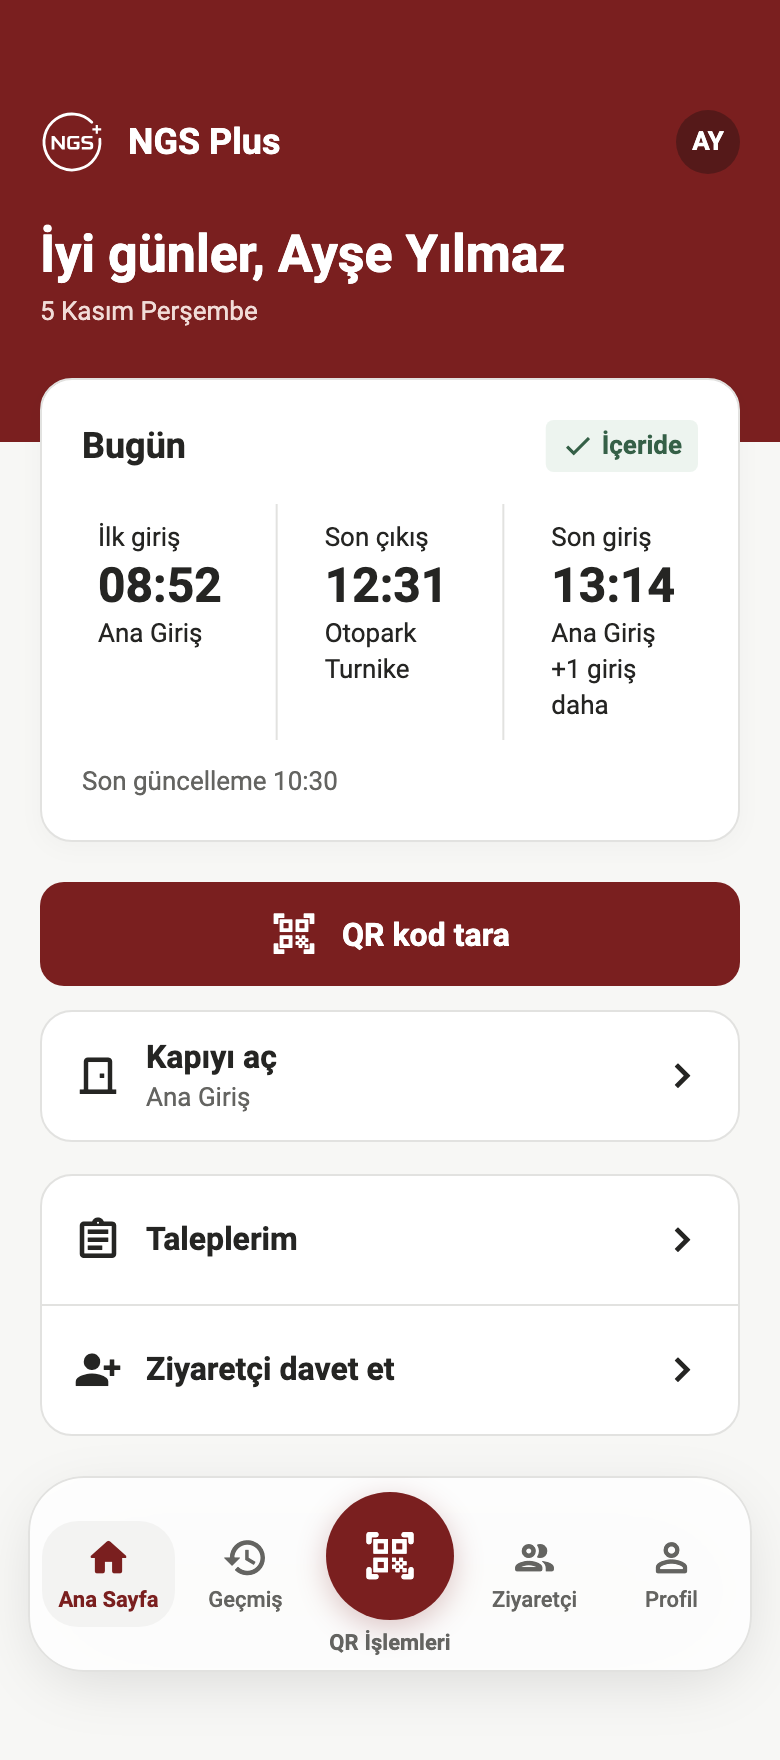 NGS+
NGS Plus
AY
İyi günler, Ayşe Yılmaz
5 Kasım Perşembe
Bugün
İçeride
İlk giriş
08:52
Ana Giriş
Son çıkış
12:31
Otopark
Turnike
Son giriş
13:14
Ana Giriş
+1 giriş
daha
Son güncelleme 10:30
QR kod tara
Kapıyı aç
Ana Giriş
Taleplerim
Ziyaretçi davet et
Ana Sayfa
Geçmiş
QR İşlemleri
Ziyaretçi
Profil